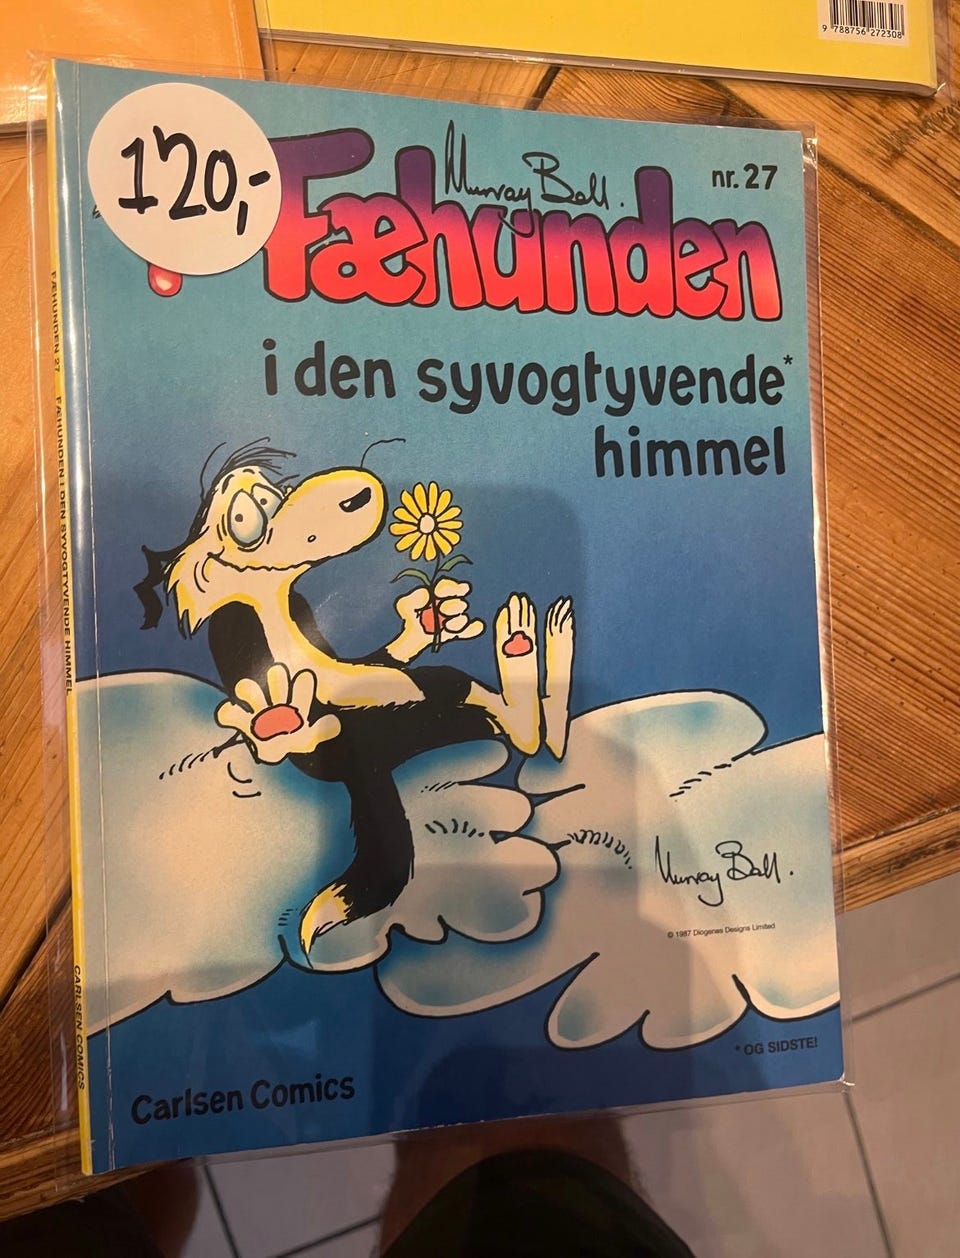 9 788756 272308
120,-
Murray Ball.
nr. 27
Fæhunden
i den syvogtyvende*
himmel
FÆHUNDEN 27 FÆHUNDEN I DEN SYVOGTYVENDE HIMMEL CARLSEN COMICS
Murray Ball.
© 1987 Diogenes Designs Limited
* OG SIDSTE!
Carlsen Comics